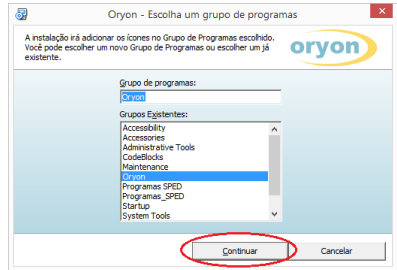 Oryon - Escolha um grupo de programas
A instalação irá adicionar os ícones no Grupo de Programas escolhido.
Você pode escolher um novo Grupo de Programas ou escolher um já
existente.
oryon
Grupo de programas:
Oryon
Grupos Existentes:
Accessibility
Accessories
Administrative Tools
CodeBlocks
Maintenance
Oryon
Programas SPED
Programas_SPED
Startup
System Tools
Continuar
Cancelar